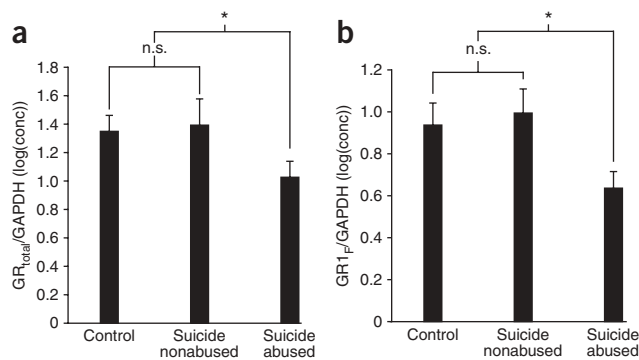 a
*
n.s.
GR_total/GAPDH (log(conc))
1.8
1.6
1.4
1.2
1.0
0.8
0.6
0.4
0.2
0
Control
Suicide
nonabused
Suicide
abused
b
*
n.s.
GR1_F/GAPDH (log(conc))
1.2
1.0
0.8
0.6
0.4
0.2
0
Control
Suicide
nonabused
Suicide
abused